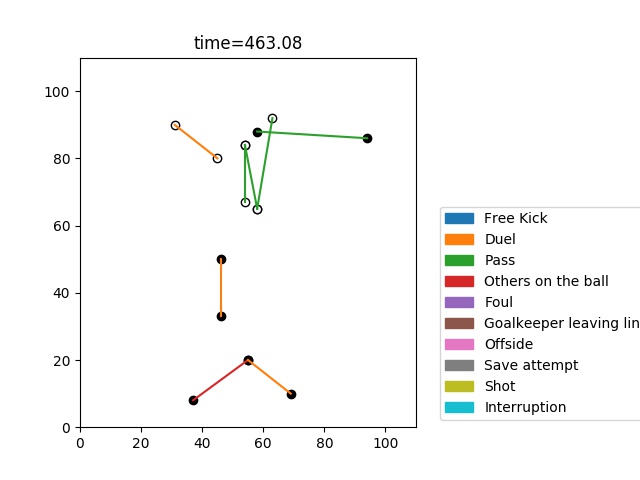 time=463.08
100
80
60
40
20
0
0 20 40 60 80 100
Free Kick
Duel
Pass
Others on the ball
Foul
Goalkeeper leaving lin
Offside
Save attempt
Shot
Interruption